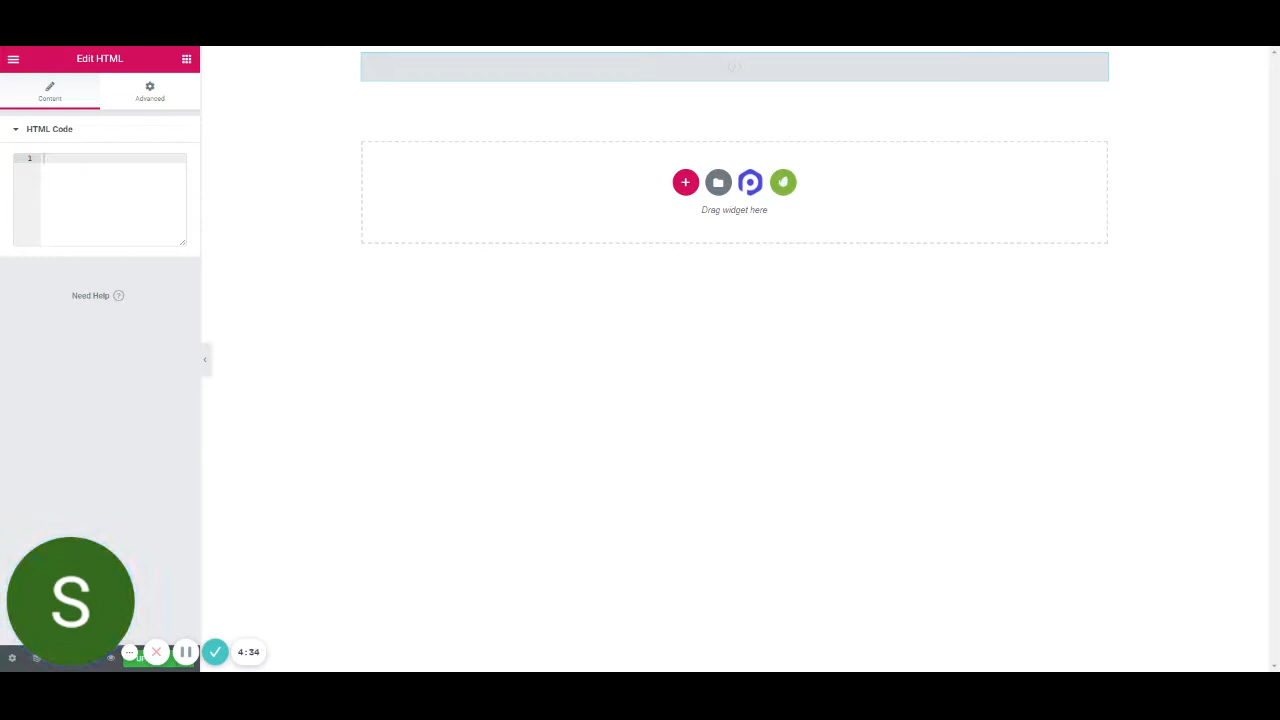 Edit HTML
Content
Advanced
HTML Code
1
Drag widget here
Need Help ?
S
4:34